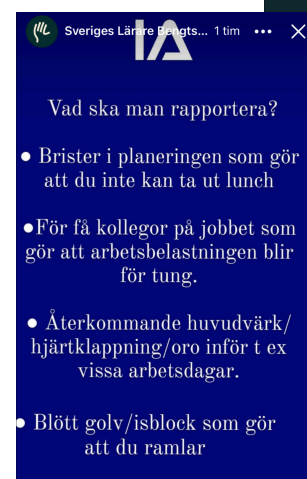 Sveriges Lärare Bengts... 1 tim
IA
Vad ska man rapportera?
● Brister i planeringen som gör
att du inte kan ta ut lunch
●För få kollegor på jobbet som
gör att arbetsbelastningen blir
för tung.
● Återkommande huvudvärk/
hjärtklappning/oro inför t ex
vissa arbetsdagar.
● Blött golv/isblock som gör
att du ramlar